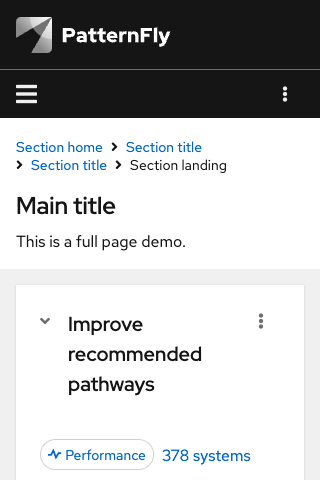 PatternFly
Section home > Section title
> Section title > Section landing
Main title
This is a full page demo.
Improve
recommended
pathways
Performance 378 systems